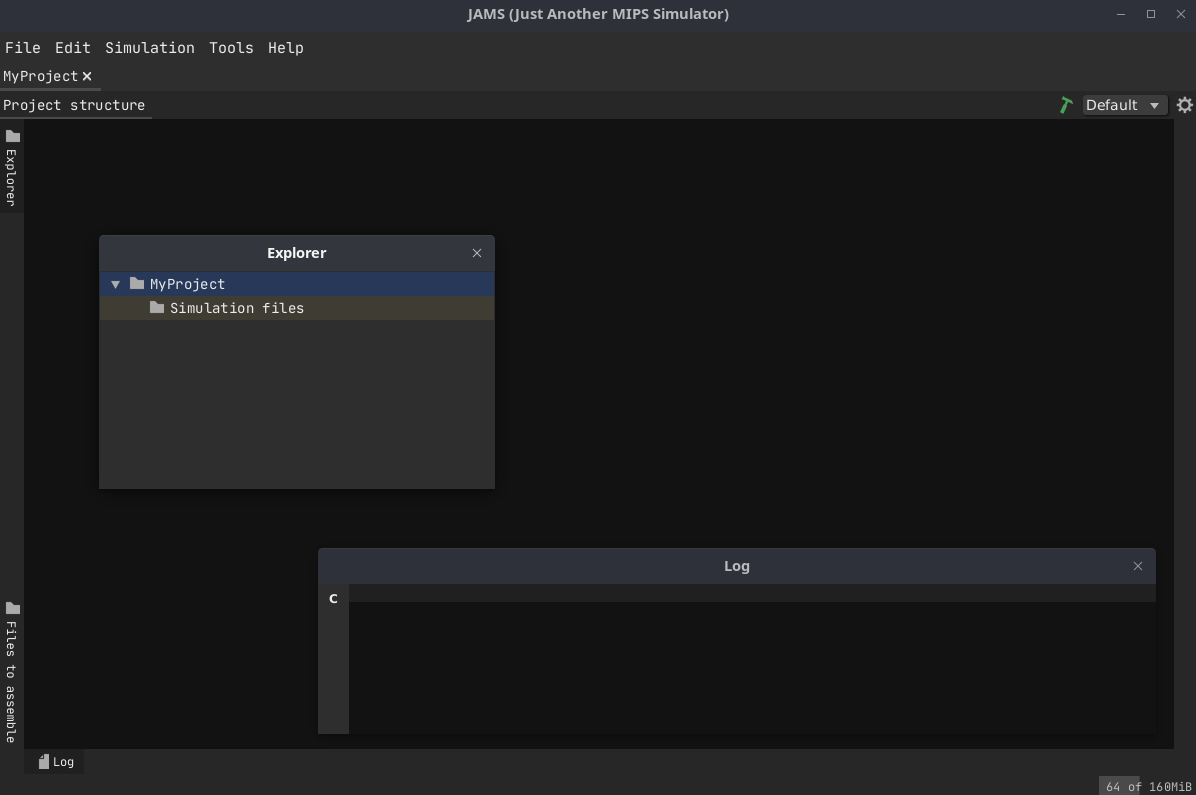 JAMS (Just Another MIPS Simulator)
File Edit Simulation Tools Help
MyProject
Project structure
Default
Explorer
Explorer
MyProject
Simulation files
Log
C
Files to assemble
Log
64 of 160MiB